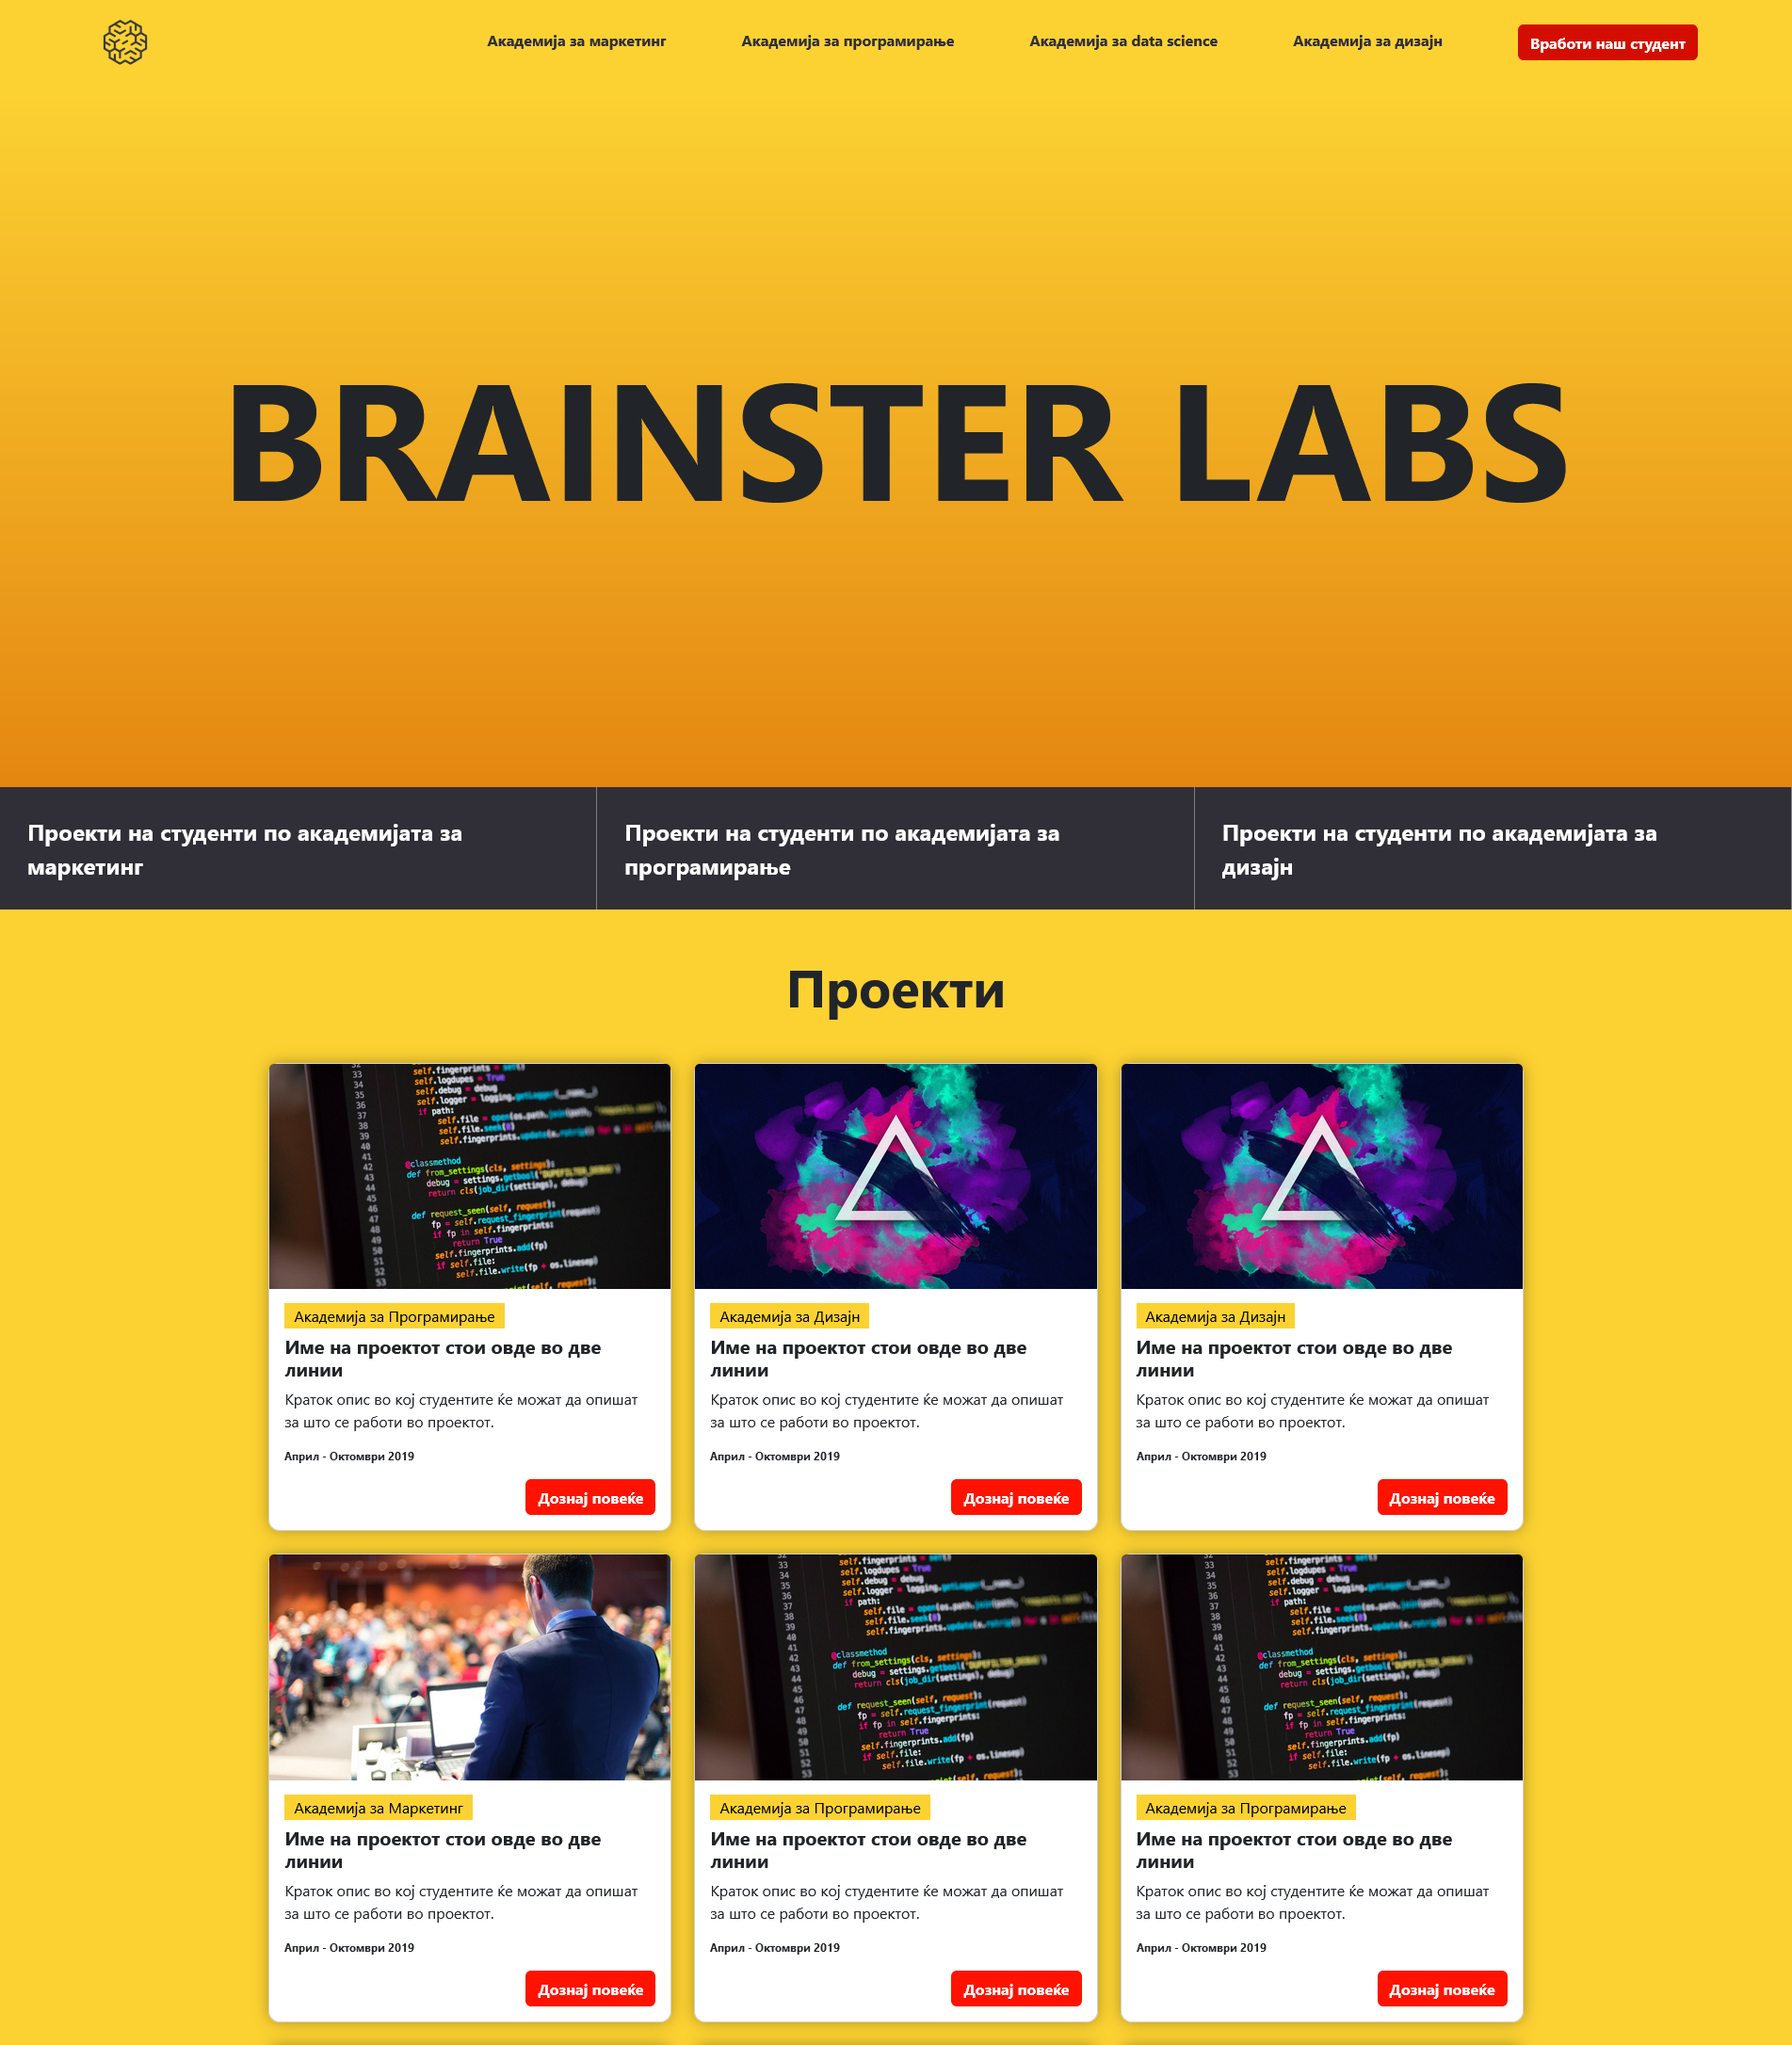 Академија за маркетинг
Академија за програмирање
Академија за data science
Академија за дизајн
Вработи наш студент
BRAINSTER LABS
Проекти на студенти по академијата за
маркетинг
Проекти на студенти по академијата за
програмирање
Проекти на студенти по академијата за
дизајн
Проекти
Академија за Програмирање
Име на проектот стои овде во две
линии
Краток опис во кој студентите ќе можат да опишат
за што се работи во проектот.
Април - Октомври 2019
Дознај повеќе
Академија за Дизајн
Име на проектот стои овде во две
линии
Краток опис во кој студентите ќе можат да опишат
за што се работи во проектот.
Април - Октомври 2019
Дознај повеќе
Академија за Дизајн
Име на проектот стои овде во две
линии
Краток опис во кој студентите ќе можат да опишат
за што се работи во проектот.
Април - Октомври 2019
Дознај повеќе
Академија за Маркетинг
Име на проектот стои овде во две
линии
Краток опис во кој студентите ќе можат да опишат
за што се работи во проектот.
Април - Октомври 2019
Дознај повеќе
Академија за Програмирање
Име на проектот стои овде во две
линии
Краток опис во кој студентите ќе можат да опишат
за што се работи во проектот.
Април - Октомври 2019
Дознај повеќе
Академија за Програмирање
Име на проектот стои овде во две
линии
Краток опис во кој студентите ќе можат да опишат
за што се работи во проектот.
Април - Октомври 2019
Дознај повеќе